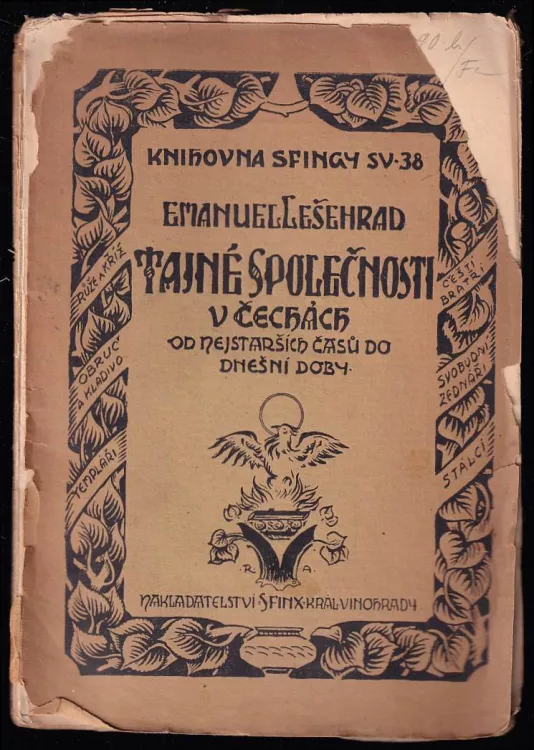 90 h/
KNIHOVNA SFINGY SV·38
EMANUEL LEŠEHRAD
TAJNÉ SPOLEČNOSTI
V ČECHÁCH
OD NEJSTARŠÍCH ČASŮ DO
DNEŠNÍ DOBY·
RŮŽE A KŘÍŽ
OBRUČ
A KLADIVO
TEMPLÁŘI
ČEŠTÍ
BRATŘI
SVOBODNÍ
ZEDNÁŘI
STALCI
R A
NAKLADATELSTVÍ SFINX·KRÁL·VINOHRADY